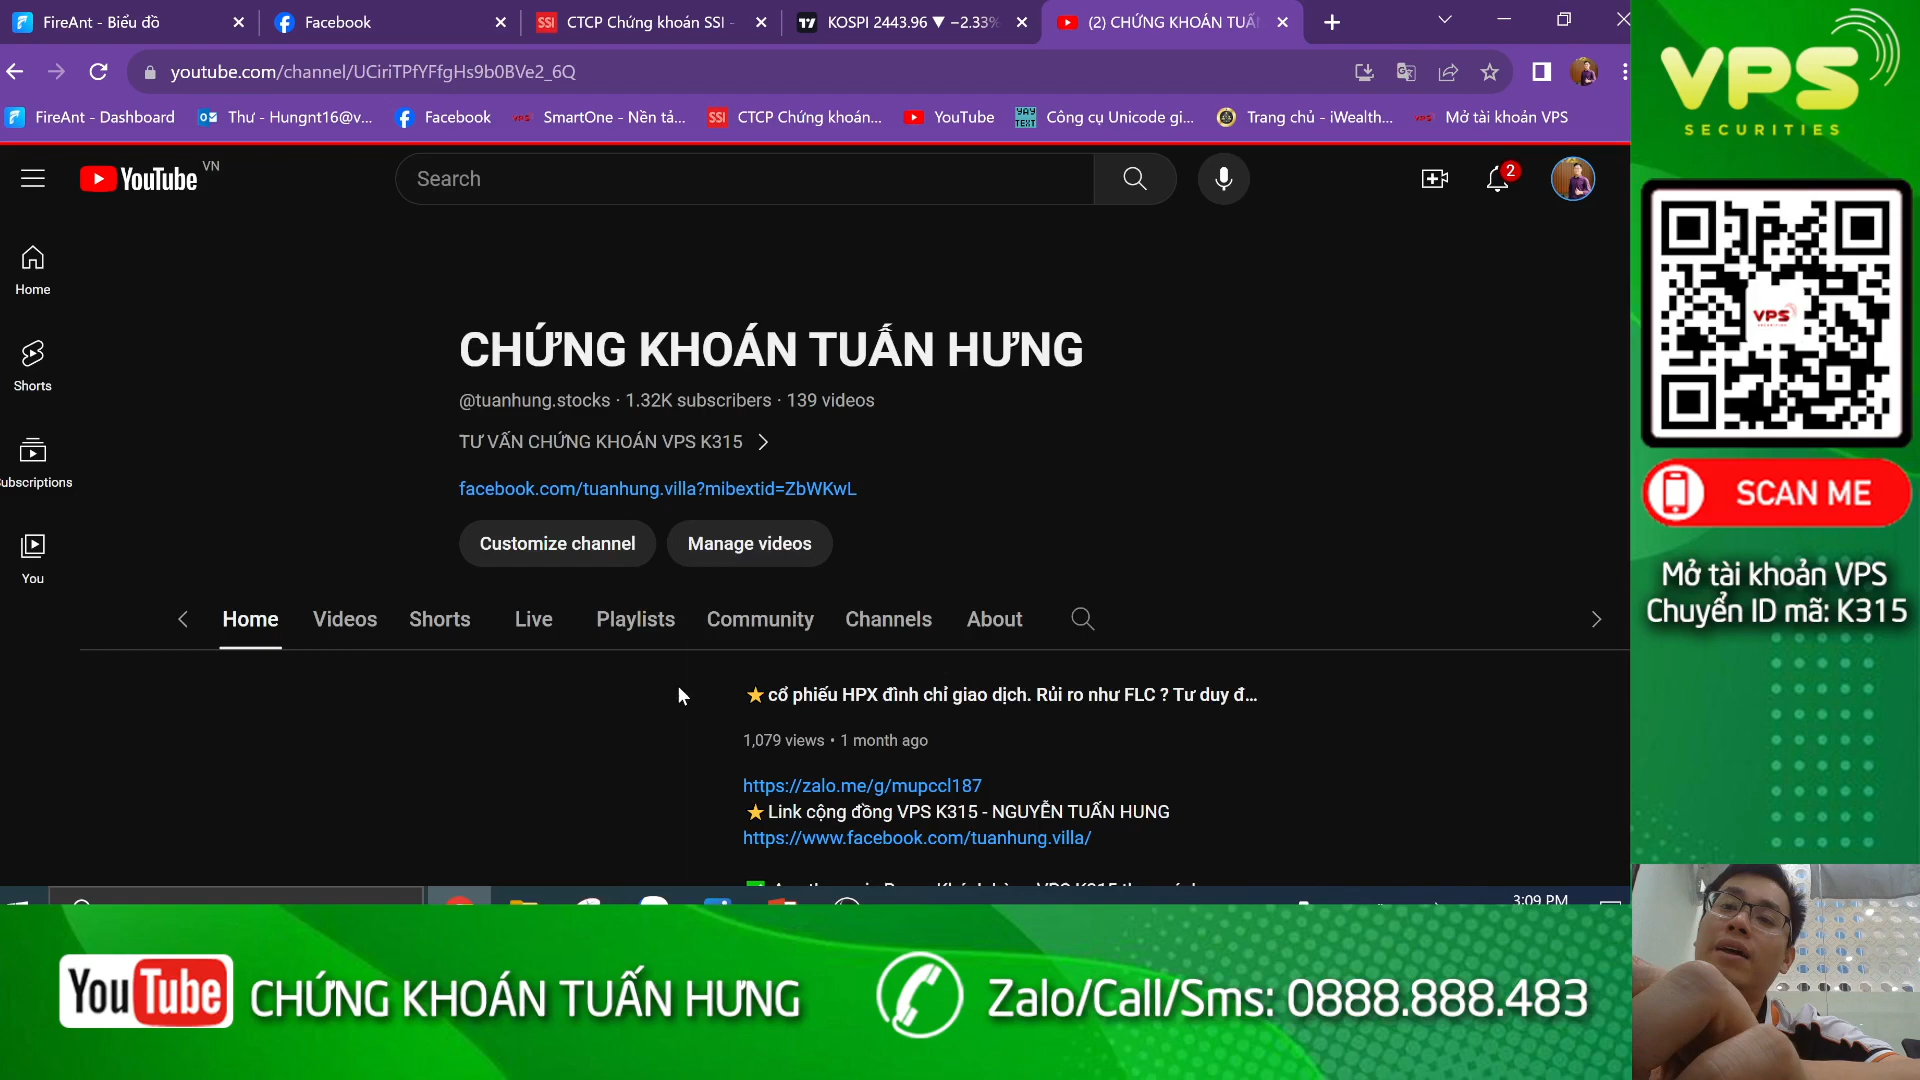 FireAnt - Biểu đồ
Facebook
CTCP Chứng khoán SSI -
KOSPI 2443.96 ▼ −2.33%
(2) CHỨNG KHOÁN TUẤ
youtube.com/channel/UCiriTPfYFfgHs9b0BVe2_6Q
FireAnt - Dashboard
Thư - Hungnt16@v...
Facebook
SmartOne - Nền tả...
SSI
CTCP Chứng khoán...
YouTube
YAY TEXT
Công cụ Unicode gi...
Trang chủ - iWealth...
Mở tài khoản VPS
YouTube VN
Search
2
Home
Shorts
ubscriptions
You
CHỨNG KHOÁN TUẤN HƯNG
@tuanhung.stocks · 1.32K subscribers · 139 videos
TƯ VẤN CHỨNG KHOÁN VPS K315
facebook.com/tuanhung.villa?mibextid=ZbWKwL
Customize channel
Manage videos
Home
Videos
Shorts
Live
Playlists
Community
Channels
About
⭐cổ phiếu HPX đình chỉ giao dịch. Rủi ro như FLC ? Tư duy đ...
1,079 views • 1 month ago
https://zalo.me/g/mupccl187
⭐Link cộng đồng VPS K315 - NGUYỄN TUẤN HUNG
https://www.facebook.com/tuanhung.villa/
3:09 PM
VPS
SECURITIES
VPS
SCAN ME
Mở tài khoản VPS
Chuyển ID mã: K315
YouTube
CHỨNG KHOÁN TUẤN HƯNG
Zalo/Call/Sms: 0888.888.483